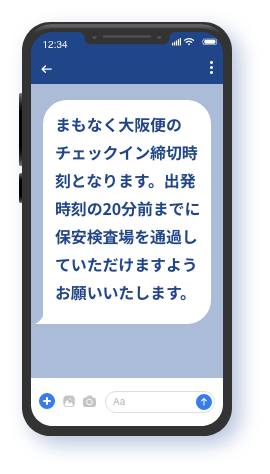 12:34
まもなく大阪便の
チェックイン締切時
刻となります。出発
時刻の20分前までに
保安検査場を通過し
ていただけますよう
お願いいたします。
Aa